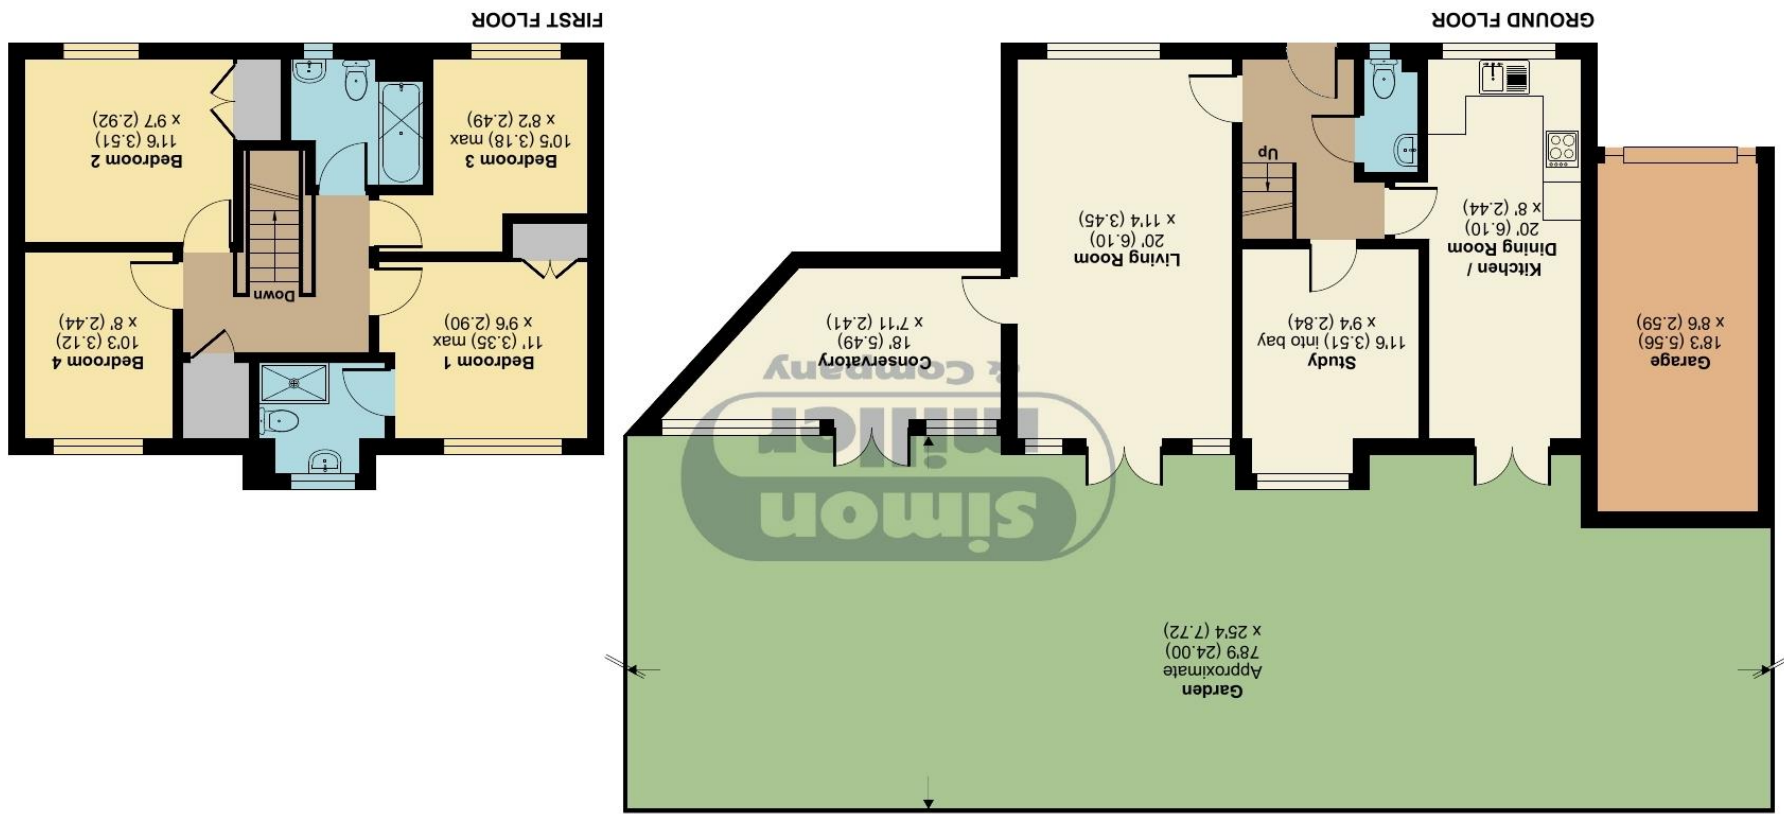 Garden
Approximate
78'9 (24.00)
x 25'4 (7.72)
simon
miller
& Company
Garage
18'3 (5.56)
x 8'6 (2.59)
Kitchen /
Dining Room
20' (6.10)
x 8' (2.44)
Study
11'6 (3.51) into bay
x 9'4 (2.84)
Living Room
20' (6.10)
x 11'4 (3.45)
Conservatory
18' (5.49)
x 7'11 (2.41)
Up
GROUND FLOOR
Bedroom 1
11' (3.35) max
x 9'6 (2.90)
Bedroom 4
10'3 (3.12)
x 8' (2.44)
Down
Bedroom 3
10'5 (3.18) max
x 8'2 (2.49)
Bedroom 2
11'6 (3.51)
x 9'7 (2.92)
FIRST FLOOR